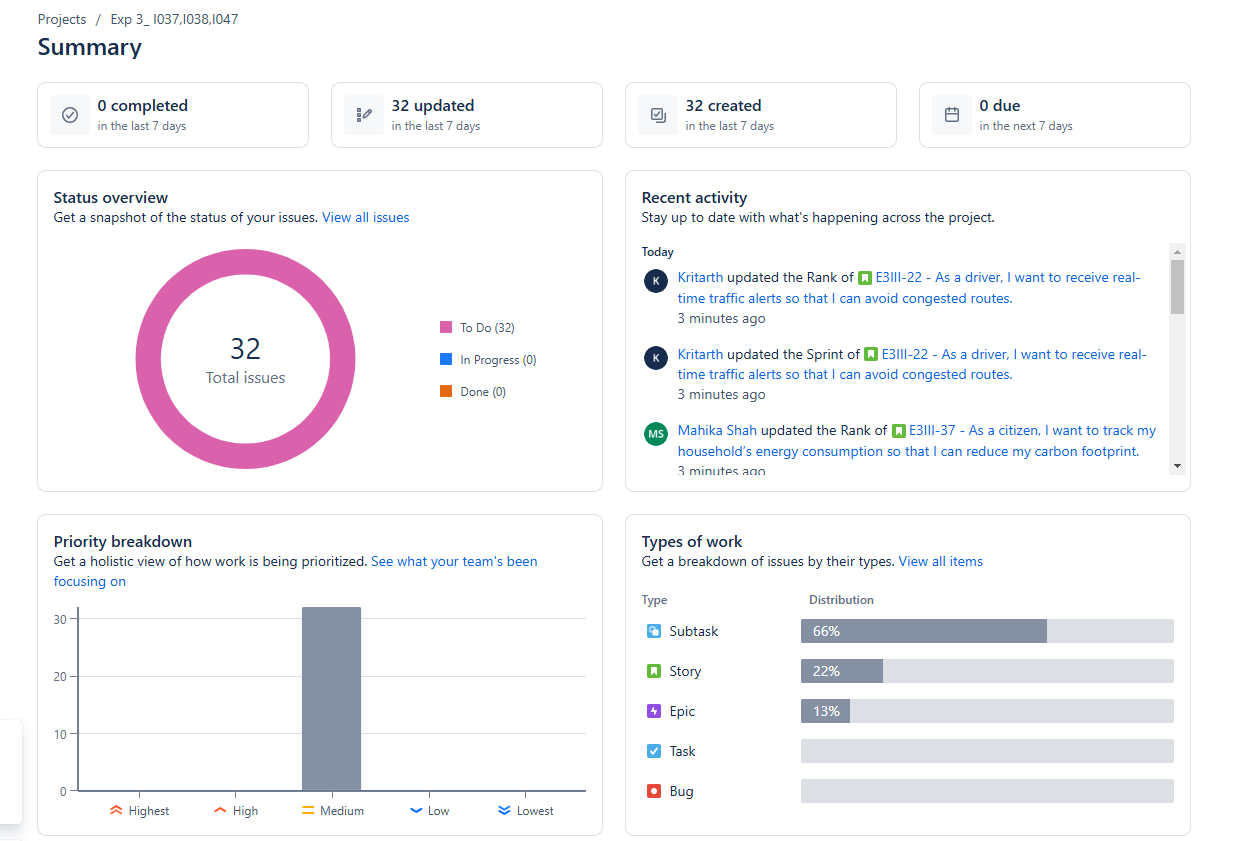 Projects / Exp 3_ I037,I038,I047
Summary
0 completed
in the last 7 days
32 updated
in the last 7 days
32 created
in the last 7 days
0 due
in the next 7 days
Status overview
Get a snapshot of the status of your issues. View all issues
32
Total issues
To Do (32)
In Progress (0)
Done (0)
Recent activity
Stay up to date with what's happening across the project.
Today
K
Kritarth updated the Rank of E3III-22 - As a driver, I want to receive real-
time traffic alerts so that I can avoid congested routes.
3 minutes ago
K
Kritarth updated the Sprint of E3III-22 - As a driver, I want to receive real-
time traffic alerts so that I can avoid congested routes.
3 minutes ago
MS
Mahika Shah updated the Rank of E3III-37 - As a citizen, I want to track my
household’s energy consumption so that I can reduce my carbon footprint.
3 minutes ago
Priority breakdown
Get a holistic view of how work is being prioritized. See what your team's been
focusing on
30
20
10
0
Highest
High
Medium
Low
Lowest
Types of work
Get a breakdown of issues by their types. View all items
Type Distribution
Subtask 66%
Story 22%
Epic 13%
Task
Bug